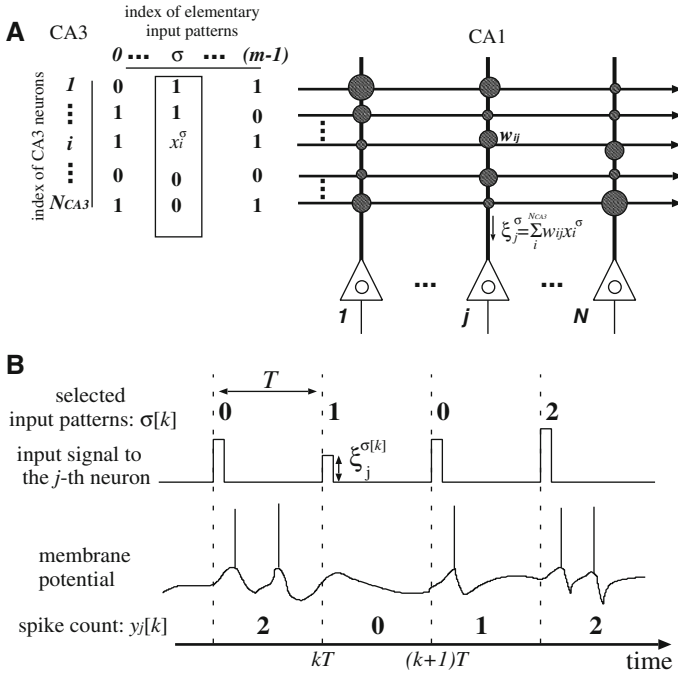 A
CA3
index of elementary
input patterns
0 ••• σ ••• (m-1)
index of CA3 neurons
1 0 1 1
⋮ 1 1 0
i 1 x_i^σ 1
⋮ 0 0 0
N_CA3 1 0 1
CA1
w_ij
ξ_j^σ=Σ_i^{N_CA3} w_ij x_i^σ
1 ••• j ••• N
B
T
selected
input patterns: σ[k]
0 1 0 2
input signal to
the j-th neuron
ξ_j^{σ[k]}
membrane
potential
spike count: y_j[k]
2 0 1 2
kT (k+1)T time